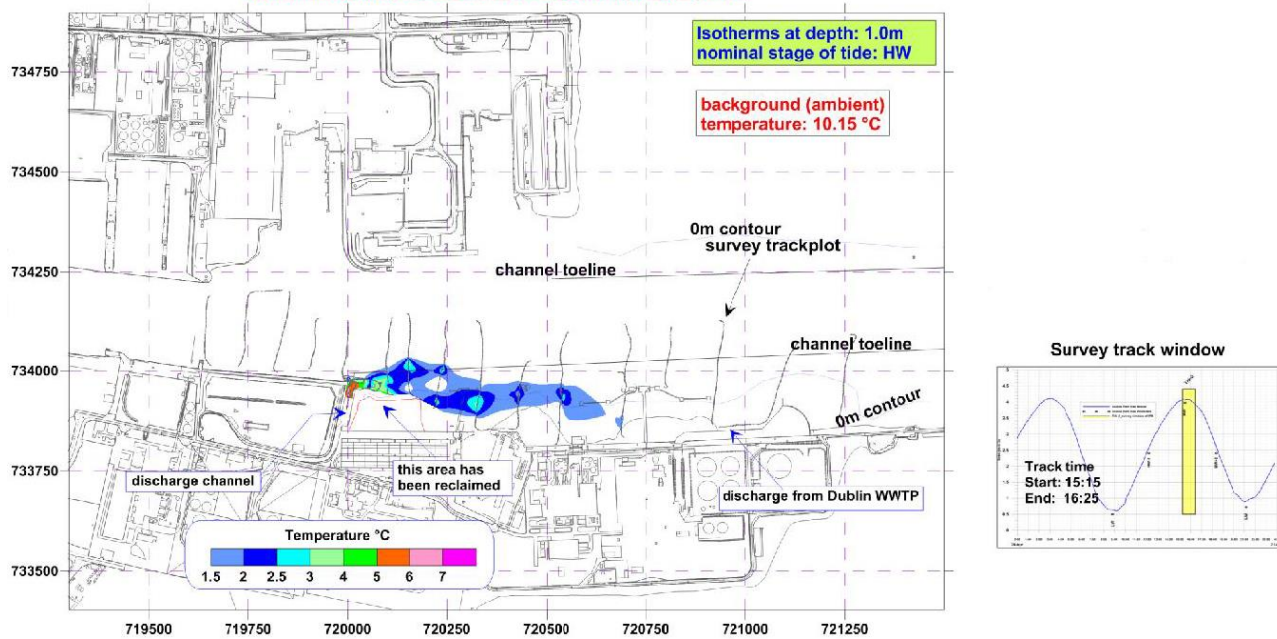 Isotherms at depth: 1.0m
nominal stage of tide: HW
background (ambient)
temperature: 10.15 °C
734750
734500
734250
734000
733750
733500
0m contour
survey trackplot
channel toeline
channel toeline
0m contour
discharge channel
this area has
been reclaimed
discharge from Dublin WWTP
Temperature °C
1.5 2 2.5 3 4 5 6 7
719500 719750 720000 720250 720500 720750 721000 721250
Survey track window
Track time
Start: 15:15
End: 16:25